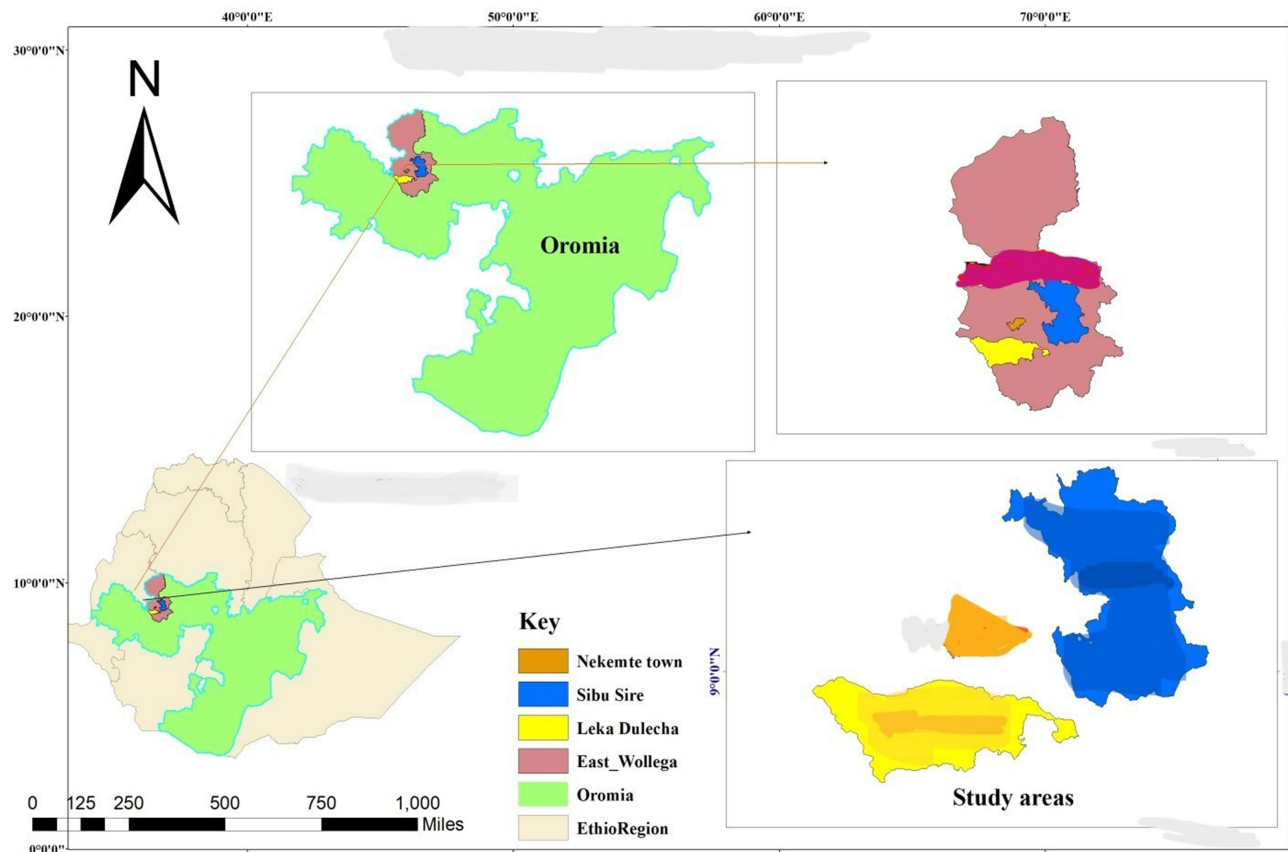 40°0'0"E 50°0'0"E 60°0'0"E 70°0'0"E
30°0'0"N
N
Oromia
20°0'0"N
10°0'0"N
Key
Nekemte town
Sibu Sire
Leka Dulecha
East_Wollega
Oromia
EthioRegion
9°0'0"N
Study areas
0 125 250 500 750 1,000
Miles
0°0'0"